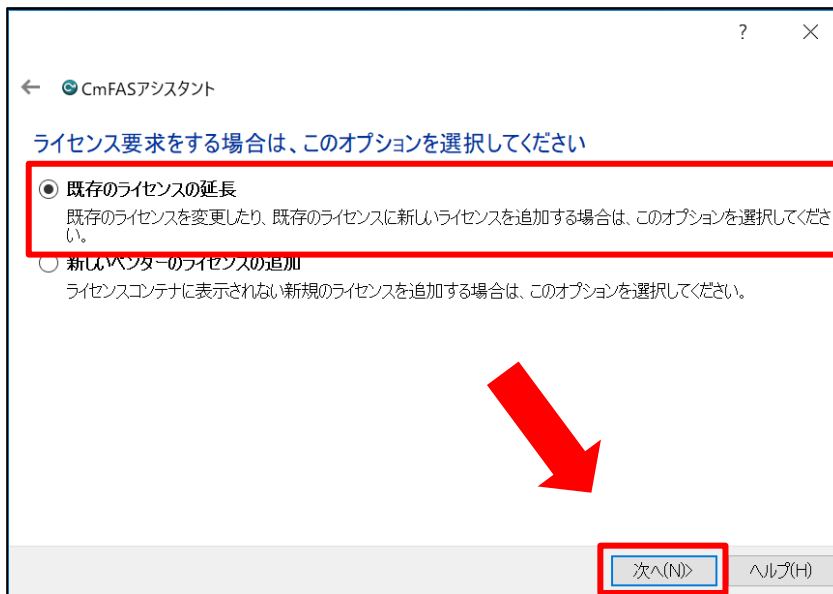 ?
CmFASアシスタント
ライセンス要求をする場合は、このオプションを選択してください
既存のライセンスの延長
既存のライセンスを変更したり、既存のライセンスに新しいライセンスを追加する場合は、このオプションを選択してくださ
い。
新しいベンダーのライセンスの追加
ライセンスコンテナに表示されない新規のライセンスを追加する場合は、このオプションを選択してください。
次へ(N)> ヘルプ(H)